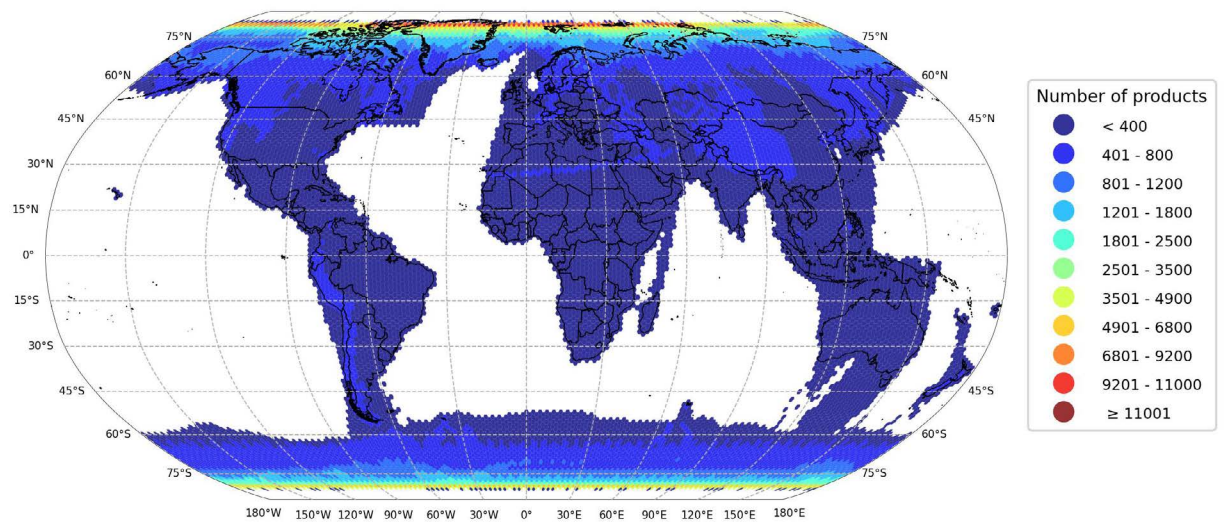 75°N
75°N
60°N
60°N
45°N
45°N
30°N
30°N
15°N
15°N
0°
0°
15°S
15°S
30°S
30°S
45°S
45°S
60°S
60°S
75°S
75°S
180°W 150°W 120°W 90°W 60°W 30°W 0° 30°E 60°E 90°E 120°E 150°E 180°E
Number of products
< 400
401 - 800
801 - 1200
1201 - 1800
1801 - 2500
2501 - 3500
3501 - 4900
4901 - 6800
6801 - 9200
9201 - 11000
≥ 11001